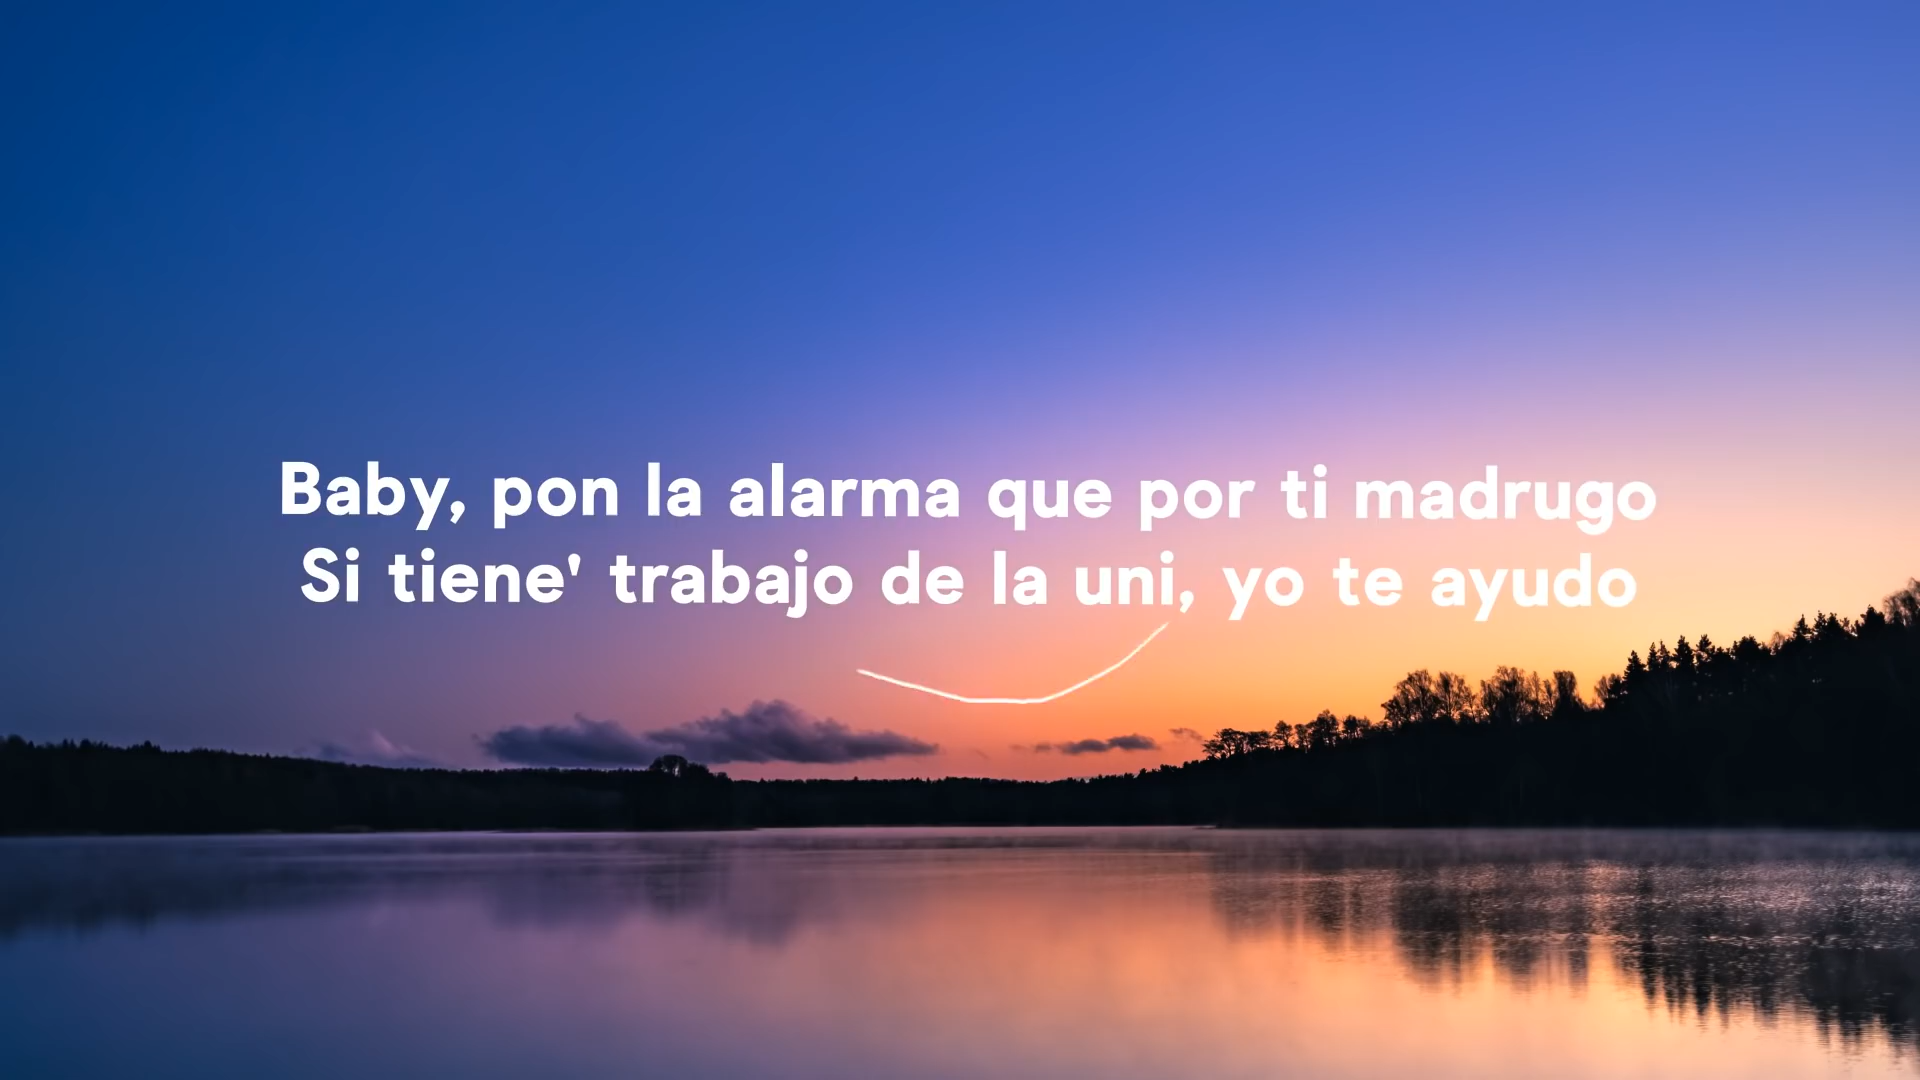 Baby, pon la alarma que por ti madrugo
Si tiene' trabajo de la uni, yo te ayudo